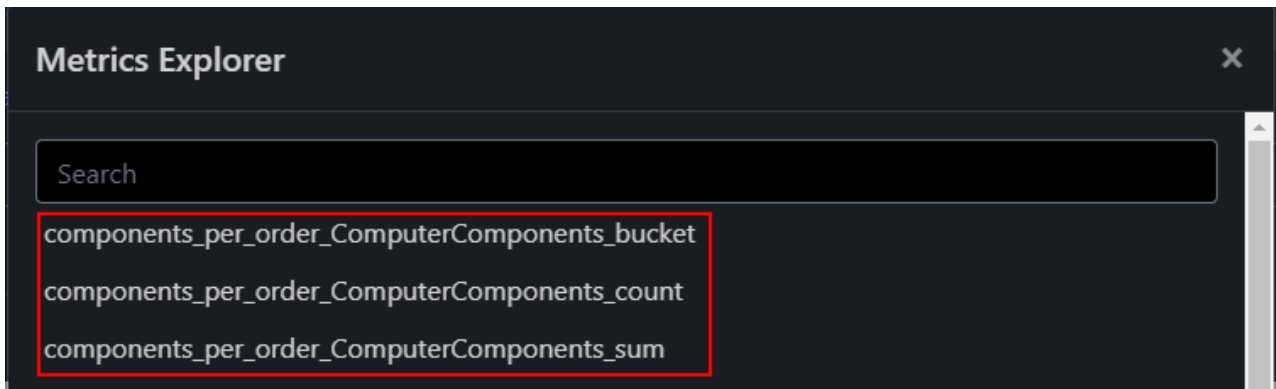 Metrics Explorer
Search
components_per_order_ComputerComponents_bucket
components_per_order_ComputerComponents_count
components_per_order_ComputerComponents_sum